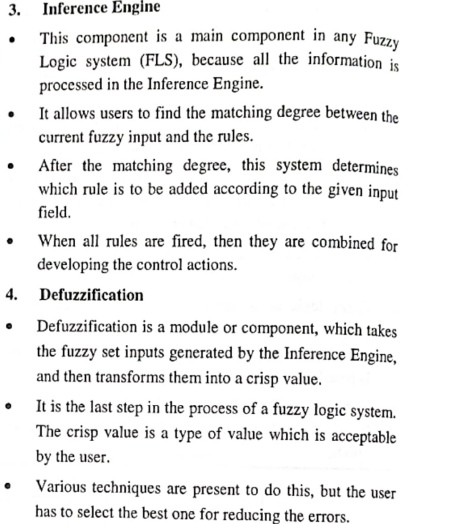 3. Inference Engine
• This component is a main component in any Fuzzy
Logic system (FLS), because all the information is
processed in the Inference Engine.
• It allows users to find the matching degree between the
current fuzzy input and the rules.
• After the matching degree, this system determines
which rule is to be added according to the given input
field.
• When all rules are fired, then they are combined for
developing the control actions.
4. Defuzzification
• Defuzzification is a module or component, which takes
the fuzzy set inputs generated by the Inference Engine,
and then transforms them into a crisp value.
• It is the last step in the process of a fuzzy logic system.
The crisp value is a type of value which is acceptable
by the user.
• Various techniques are present to do this, but the user
has to select the best one for reducing the errors.